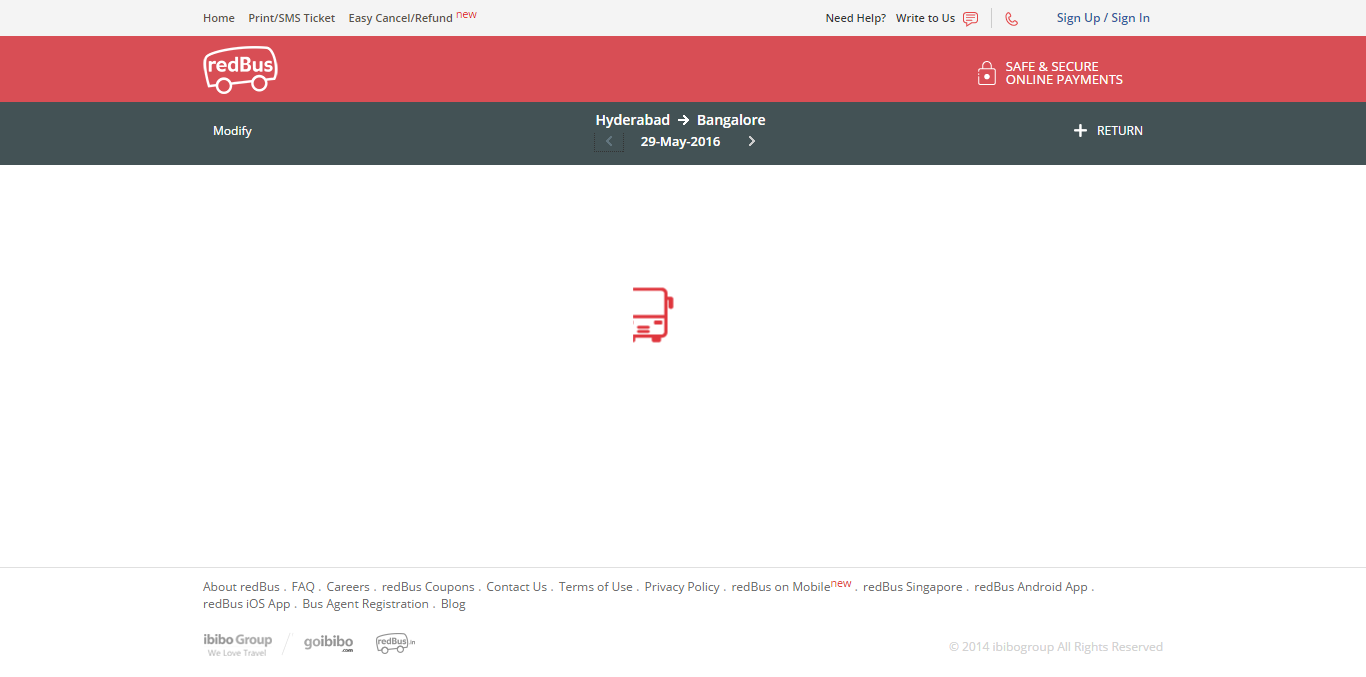 Home Print/SMS Ticket Easy Cancel/Refund new Need Help? Write to Us Sign Up / Sign In
redBus
SAFE & SECURE
ONLINE PAYMENTS
Modify
Hyderabad → Bangalore
29-May-2016
RETURN
About redBus . FAQ . Careers . redBus Coupons . Contact Us . Terms of Use . Privacy Policy . redBus on Mobilenew . redBus Singapore . redBus Android App .
redBus iOS App . Bus Agent Registration . Blog
ibibo Group
We Love Travel
goibibo
.com
redBus.in
© 2014 ibibogroup All Rights Reserved